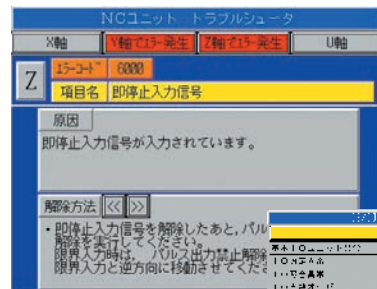 NCユニット トラブルシュータ
X軸 Y軸でエラー発生 Z軸でエラー発生 U軸
Z
エラーコード 6000
項目名 即停止入力信号
原因
即停止入力信号が入力されています。
解除方法 << >>
・即停止入力信号を解除したあと,パル
解除を実行してください。
限界入力時は、 パルス出力禁止解除
限界入力と逆方向に移動させてくだ